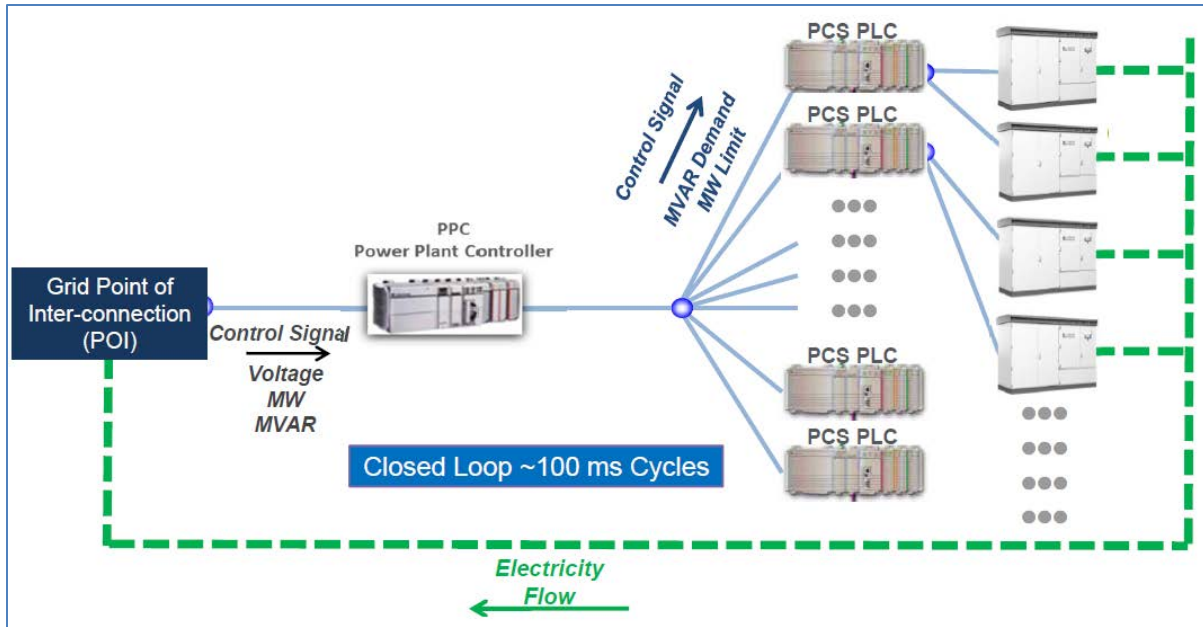 PCS PLC
PCS PLC
Control Signal
MVAR Demand
MW Limit
PPC
Power Plant Controller
Grid Point of
Inter-connection
(POI)
Control Signal
Voltage
MW
MVAR
PCS PLC
PCS PLC
Closed Loop ~100 ms Cycles
Electricity
Flow